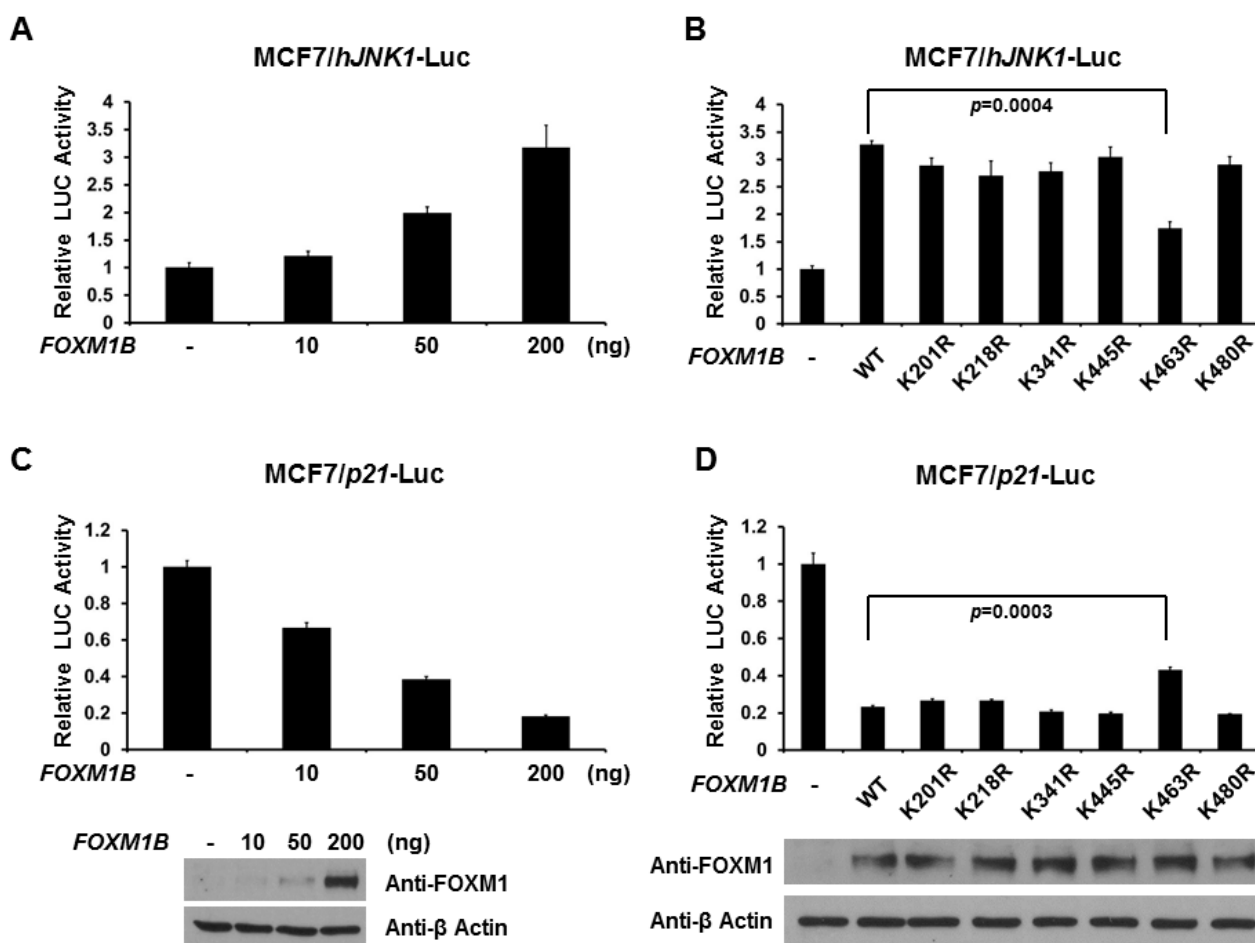 A
MCF7/hJNK1-Luc
Relative LUC Activity
4
3.5
3
2.5
2
1.5
1
0.5
0
FOXM1B - 10 50 200 (ng)
B
MCF7/hJNK1-Luc
p=0.0004
Relative LUC Activity
4
3.5
3
2.5
2
1.5
1
0.5
0
FOXM1B - WT K201R K218R K341R K445R K463R K480R
C
MCF7/p21-Luc
Relative LUC Activity
1.2
1
0.8
0.6
0.4
0.2
0
FOXM1B - 10 50 200 (ng)
FOXM1B - 10 50 200 (ng)
Anti-FOXM1
Anti-β Actin
D
MCF7/p21-Luc
p=0.0003
Relative LUC Activity
1.2
1
0.8
0.6
0.4
0.2
0
FOXM1B - WT K201R K218R K341R K445R K463R K480R
Anti-FOXM1
Anti-β Actin